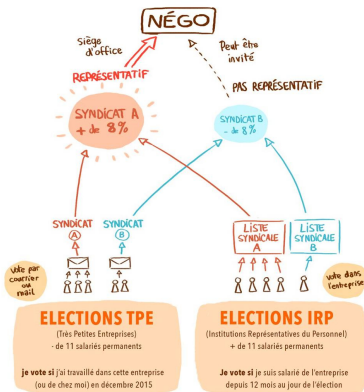 NÉGO
Siège
d'office
Peut être
invité
REPRÉSENTATIF
PAS REPRÉSENTATIF
SYNDICAT A
+ de 8%
SYNDICAT B
- de 8%
SYNDICAT
A
SYNDICAT
B
LISTE
SYNDICALE
A
LISTE
SYNDICALE
B
Vote par
courrier
ou
mail
vote dans
l'entreprise
ELECTIONS TPE
(Très Petites Entreprises)
- de 11 salariés permanents
je vote si j'ai travaillé dans cette entreprise
(ou de chez moi) en décembre 2015
ELECTIONS IRP
(Institutions Représentatives du Personnel)
+ de 11 salariés permanents
Je vote si je suis salarié de l'entreprise
depuis 12 mois au jour de l'élection